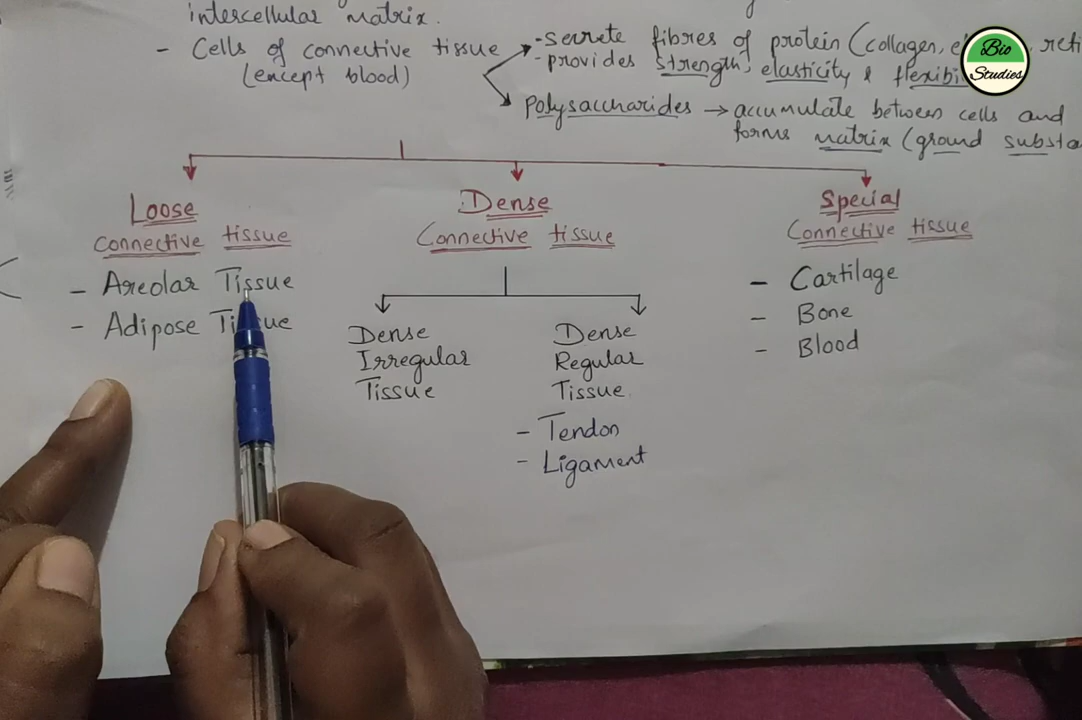 intercellular matrix.
- Cells of connective tissue
(except blood)
- secrete fibres of protein (collagen,
- provides strength, elasticity &
polysaccharides → accumulate between cells and
forms matrix (ground
Bio
Studies
Loose
connective tissue
- Areolar Tissue
- Adipose
Dense
Connective tissue
Dense
Irregular
Tissue
Dense
Regular
Tissue
- Tendon
- Ligament
Special
Connective tissue
- Cartilage
- Bone
- Blood